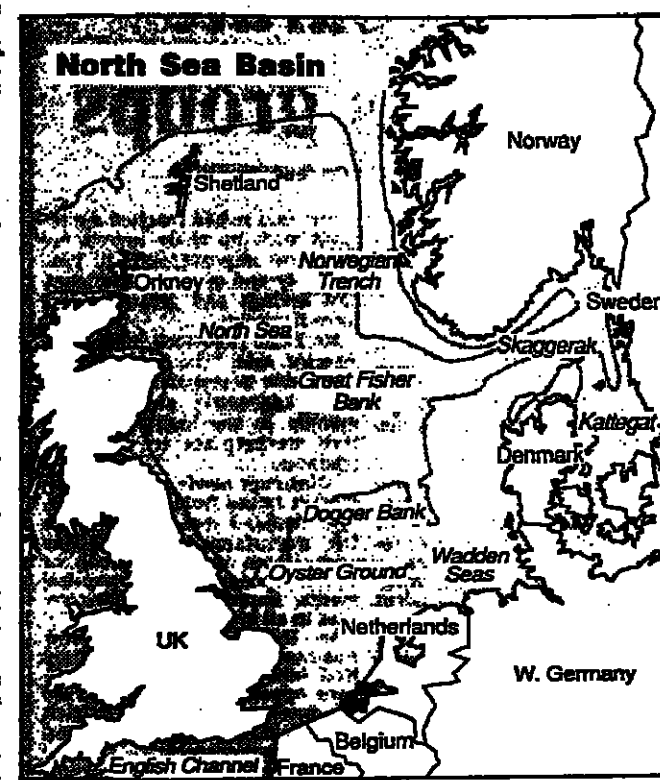 North Sea Basin
Norway
Shetland
Norwegian
Trench
Orkney
Sweden
North Sea
Skaggerak
Great Fisher
Bank
Kattegat
Denmark
Dogger Bank
Wadden
Seas
Oyster Ground
Netherlands
UK
W. Germany
Belgium
English Channel
France